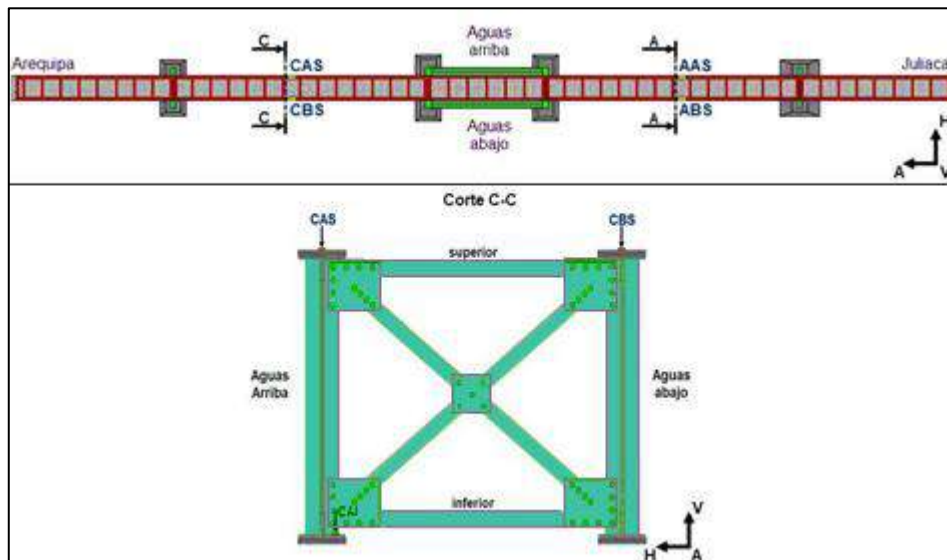 Aguas
arriba
C
CAS
A
AAS
Arequipa
Juliaca
CBS
ABS
C
Aguas
abajo
A
H
A
V
Corte C-C
CAS
CBS
superior
Aguas
Arriba
Aguas
abajo
CAI
inferior
V
H
A